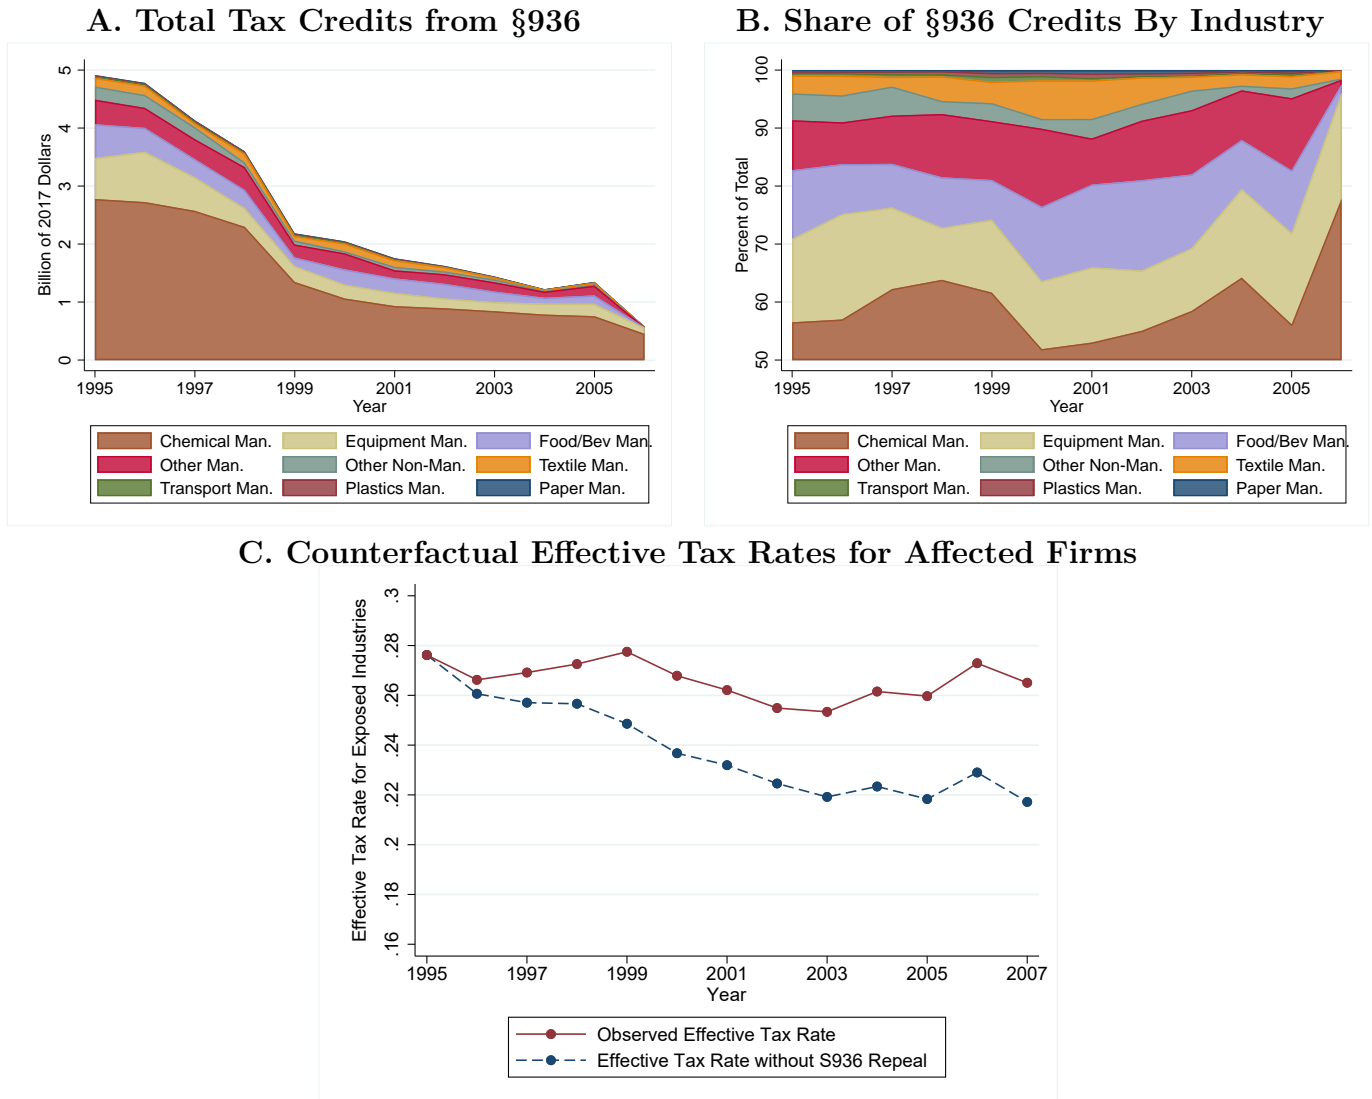 A. Total Tax Credits from §936
Billion of 2017 Dollars
5
4
3
2
1
0
1995 1997 1999 2001 2003 2005
Year
Chemical Man. Equipment Man. Food/Bev Man.
Other Man. Other Non-Man. Textile Man.
Transport Man. Plastics Man. Paper Man.
B. Share of §936 Credits By Industry
Percent of Total
100
90
80
70
60
50
1995 1997 1999 2001 2003 2005
Year
Chemical Man. Equipment Man. Food/Bev Man.
Other Man. Other Non-Man. Textile Man.
Transport Man. Plastics Man. Paper Man.
C. Counterfactual Effective Tax Rates for Affected Firms
Effective Tax Rate for Exposed Industries
.3
.28
.26
.24
.22
.2
.18
.16
1995 1997 1999 2001 2003 2005 2007
Year
Observed Effective Tax Rate
Effective Tax Rate without S936 Repeal